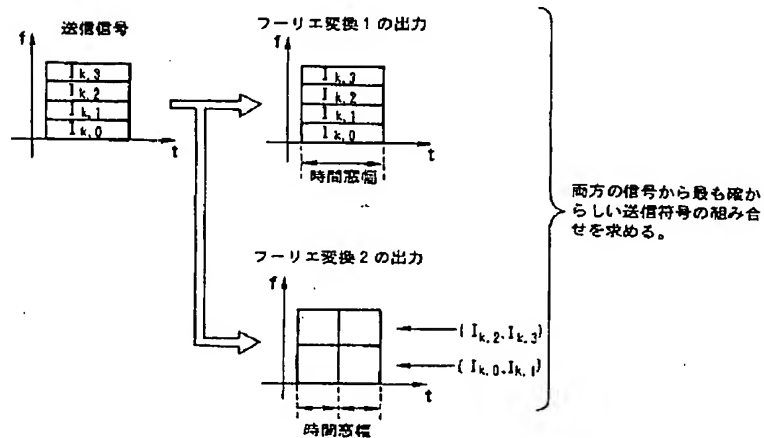 送信信号
f
I k,3
I k,2
I k,1
I k,0
t
フーリエ変換1の出力
f
I k,3
I k,2
I k,1
I k,0
t
時間窓幅
フーリエ変換2の出力
f
(I k,2, I k,3)
(I k,0, I k,1)
t
時間窓幅
両方の信号から最も確か
らしい送信符号の組み合
せを求める。